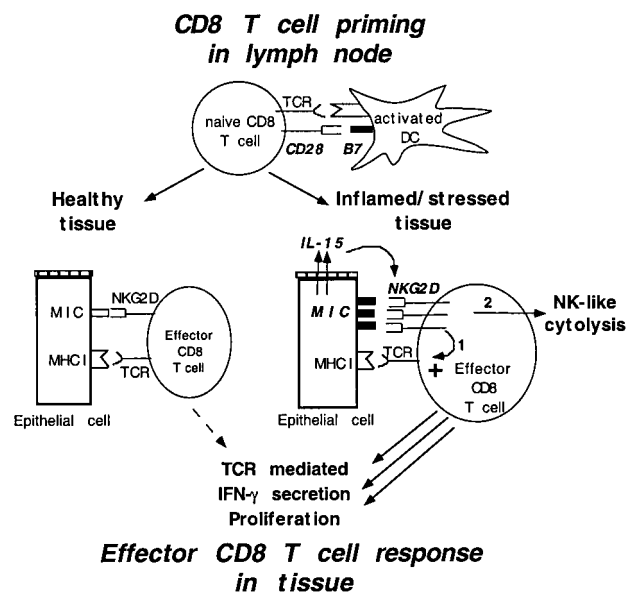 CD8 T cell priming
in lymph node
TCR
naive CD8
T cell
activated
DC
CD28
B7
Healthy
tissue
Inflamed/stressed
tissue
IL-15
MIC
NKG2D
MHCI
TCR
Effector
CD8
T cell
Epithelial cell
MIC
NKG2D
2
NK-like
cytolysis
1
MHCI
TCR
+
Effector
CD8
T cell
Epithelial cell
TCR mediated
IFN-γ secretion
Proliferation
Effector CD8 T cell response
in tissue